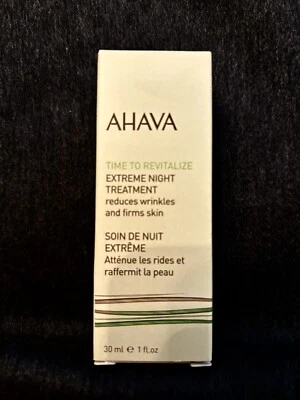 AHAVA
TIME TO REVITALIZE
EXTREME NIGHT
TREATMENT
reduces wrinkles
and firms skin
SOIN DE NUIT
EXTRÊME
Atténue les rides et
raffermit la peau
30 ml ℮ 1 fl.oz